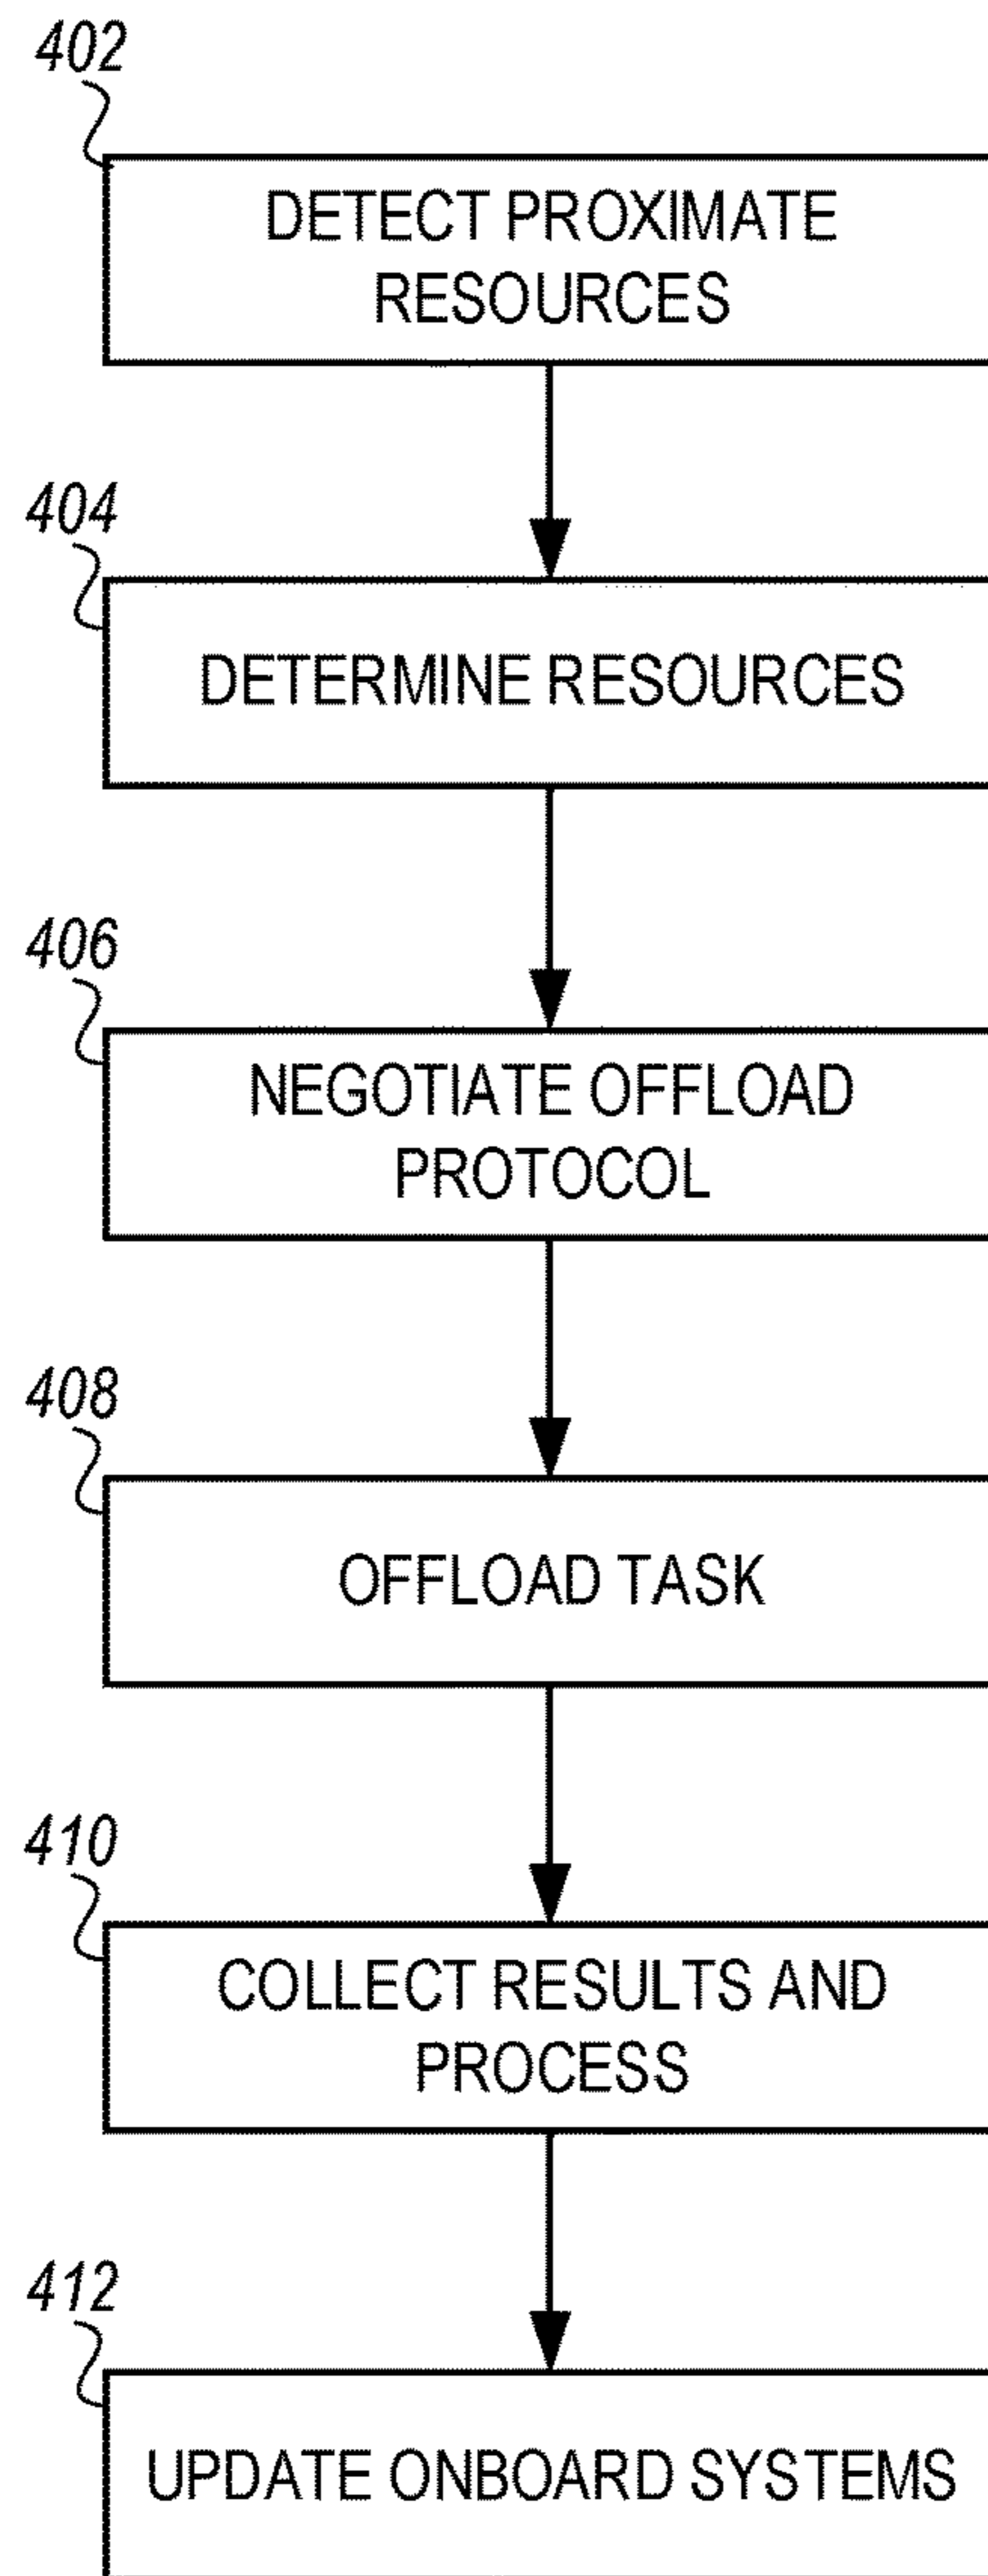 402
DETECT PROXIMATE
RESOURCES
404
DETERMINE RESOURCES
406
NEGOTIATE OFFLOAD
PROTOCOL
408
OFFLOAD TASK
410
COLLECT RESULTS AND
PROCESS
412
UPDATE ONBOARD SYSTEMS